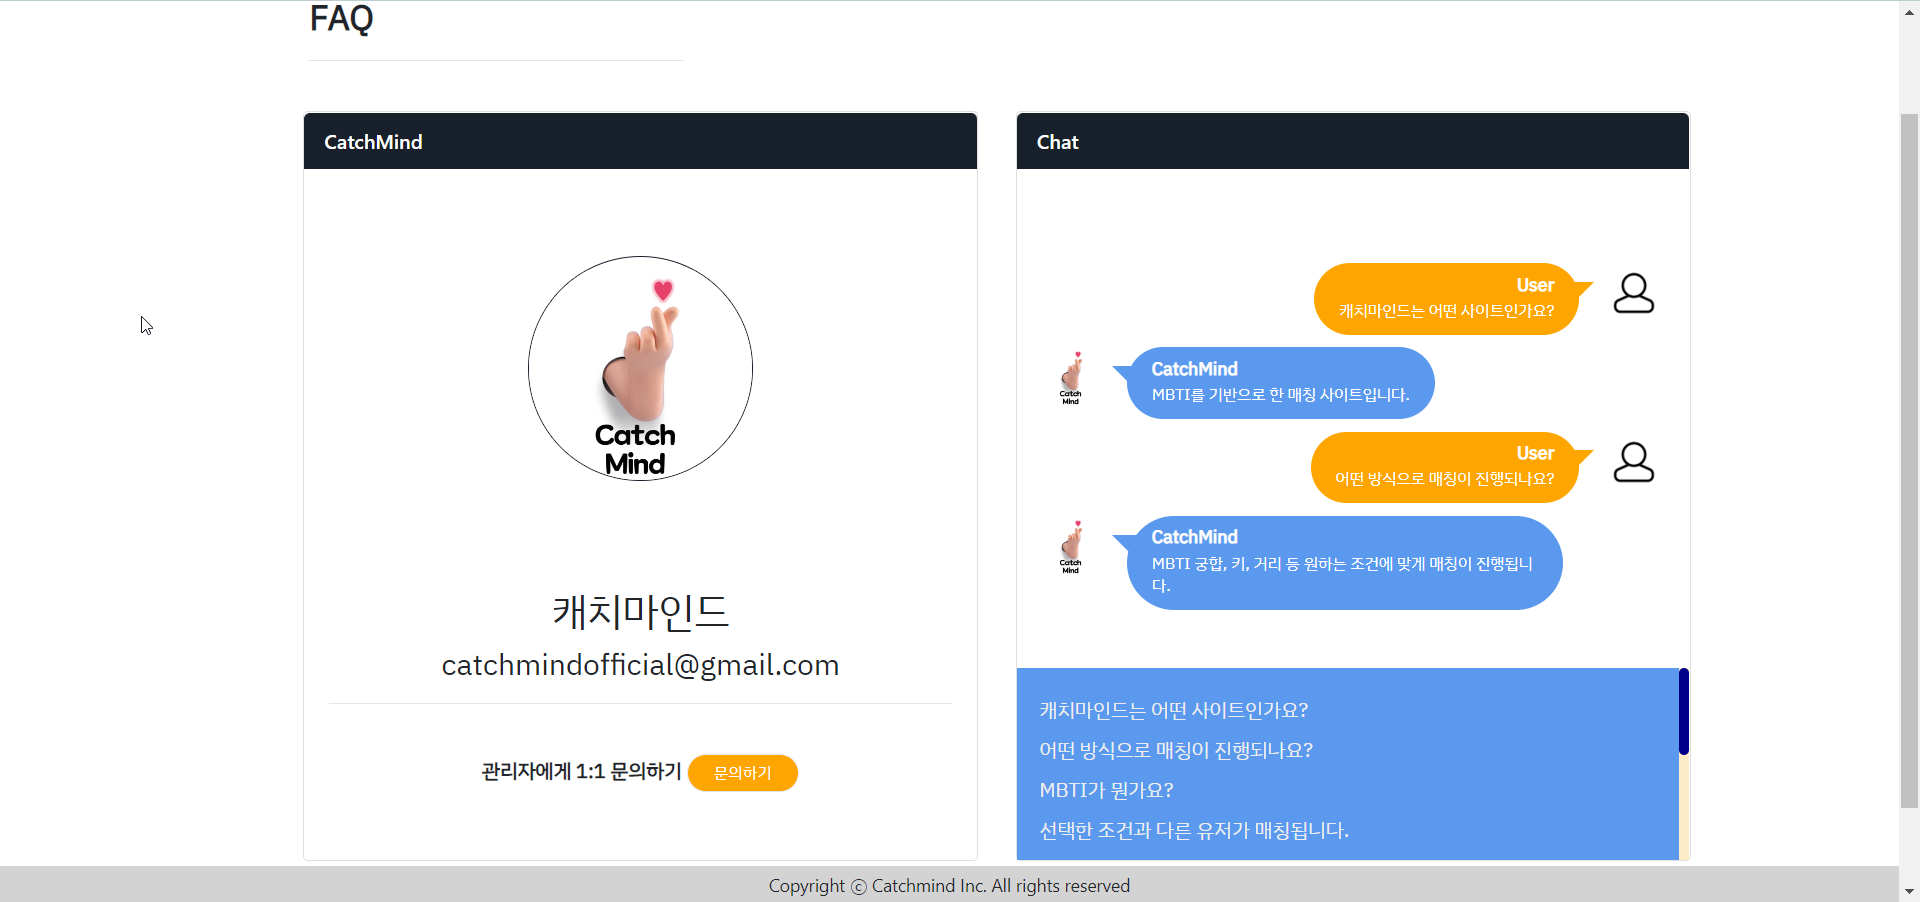 FAQ
CatchMind
Catch
Mind
캐치마인드
catchmindofficial@gmail.com
관리자에게 1:1 문의하기 문의하기
Chat
User
캐치마인드는 어떤 사이트인가요?
CatchMind
MBTI를 기반으로 한 매칭 사이트입니다.
Catch
Mind
User
어떤 방식으로 매칭이 진행되나요?
CatchMind
MBTI 궁합, 키, 거리 등 원하는 조건에 맞게 매칭이 진행됩니
다.
Catch
Mind
캐치마인드는 어떤 사이트인가요?
어떤 방식으로 매칭이 진행되나요?
MBTI가 뭔가요?
선택한 조건과 다른 유저가 매칭됩니다.
Copyright ⓒ Catchmind Inc. All rights reserved